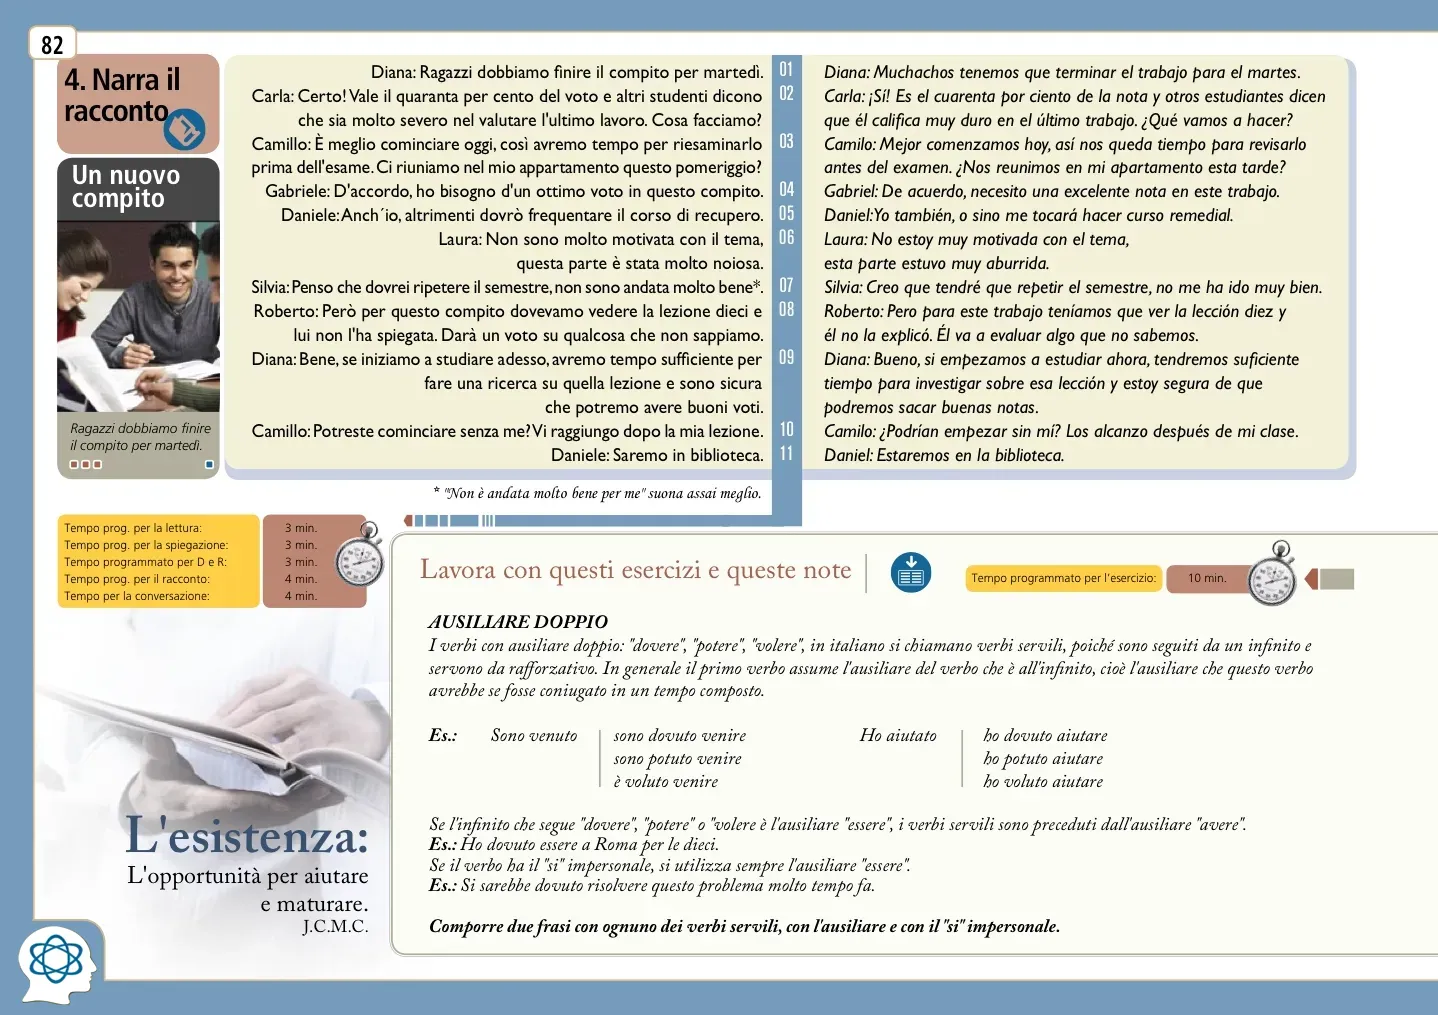 82
4. Narra il
racconto
Un nuovo
compito
Ragazzi dobbiamo finire
il compito per martedì.
Diana: Ragazzi dobbiamo finire il compito per martedì.
Carla: Certo! Vale il quaranta per cento del voto e altri studenti dicono
che sia molto severo nel valutare l'ultimo lavoro. Cosa facciamo?
Camillo: È meglio cominciare oggi, così avremo tempo per riesaminarlo
prima dell'esame. Ci riuniamo nel mio appartamento questo pomeriggio?
Gabriele: D'accordo, ho bisogno d'un ottimo voto in questo compito.
Daniele: Anch´io, altrimenti dovrò frequentare il corso di recupero.
Laura: Non sono molto motivata con il tema,
questa parte è stata molto noiosa.
Silvia: Penso che dovrei ripetere il semestre, non sono andata molto bene*.
Roberto: Però per questo compito dovevamo vedere la lezione dieci e
lui non l'ha spiegata. Darà un voto su qualcosa che non sappiamo.
Diana: Bene, se iniziamo a studiare adesso, avremo tempo sufficiente per
fare una ricerca su quella lezione e sono sicura
che potremo avere buoni voti.
Camillo: Potreste cominciare senza me? Vi raggiungo dopo la mia lezione.
Daniele: Saremo in biblioteca.
01
02
03
04
05
06
07
08
09
10
11
Diana: Muchachos tenemos que terminar el trabajo para el martes.
Carla: ¡Sí! Es el cuarenta por ciento de la nota y otros estudiantes dicen
que él califica muy duro en el último trabajo. ¿Qué vamos a hacer?
Camilo: Mejor comenzamos hoy, así nos queda tiempo para revisarlo
antes del examen. ¿Nos reunimos en mi apartamento esta tarde?
Gabriel: De acuerdo, necesito una excelente nota en este trabajo.
Daniel: Yo también, o sino me tocará hacer curso remedial.
Laura: No estoy muy motivada con el tema,
esta parte estuvo muy aburrida.
Silvia: Creo que tendré que repetir el semestre, no me ha ido muy bien.
Roberto: Pero para este trabajo teníamos que ver la lección diez y
él no la explicó. Él va a evaluar algo que no sabemos.
Diana: Bueno, si empezamos a estudiar ahora, tendremos suficiente
tiempo para investigar sobre esa lección y estoy segura de que
podremos sacar buenas notas.
Camilo: ¿Podrían empezar sin mí? Los alcanzo después de mi clase.
Daniel: Estaremos en la biblioteca.
* "Non è andata molto bene per me" suona assai meglio.
Tempo prog. per la lettura: 3 min.
Tempo prog. per la spiegazione: 3 min.
Tempo programmato per D e R: 3 min.
Tempo prog. per il racconto: 4 min.
Tempo per la conversazione: 4 min.
L'esistenza:
L'opportunità per aiutare
e maturare.
J.C.M.C.
Lavora con questi esercizi e queste note
Tempo programmato per l'esercizio: 10 min.
AUSILIARE DOPPIO
I verbi con ausiliare doppio: "dovere", "potere", "volere", in italiano si chiamano verbi servili, poiché sono seguiti da un infinito e
servono da rafforzativo. In generale il primo verbo assume l'ausiliare del verbo che è all'infinito, cioè l'ausiliare che questo verbo
avrebbe se fosse coniugato in un tempo composto.
Es.: Sono venuto sono dovuto venire Ho aiutato ho dovuto aiutare
sono potuto venire ho potuto aiutare
è voluto venire ho voluto aiutare
Se l'infinito che segue "dovere", "potere" o "volere è l'ausiliare "essere", i verbi servili sono preceduti dall'ausiliare "avere".
Es.: Ho dovuto essere a Roma per le dieci.
Se il verbo ha il "si" impersonale, si utilizza sempre l'ausiliare "essere".
Es.: Si sarebbe dovuto risolvere questo problema molto tempo fa.
Comporre due frasi con ognuno dei verbi servili, con l'ausiliare e con il "si" impersonale.